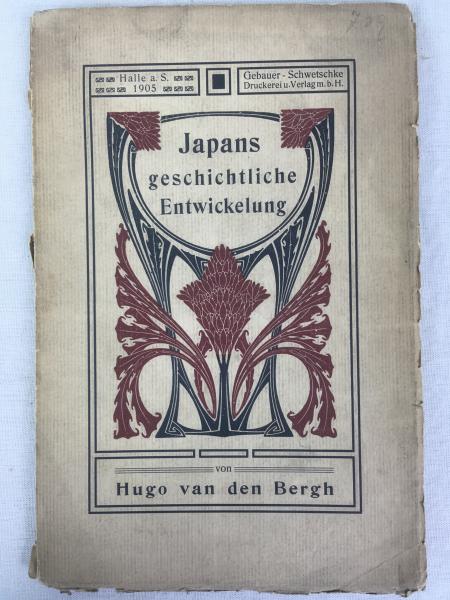 Halle a. S.
1905
Gebauer - Schwetschke
Druckerei u. Verlag m. b. H.
Japans
geschichtliche
Entwickelung
von
Hugo van den Bergh